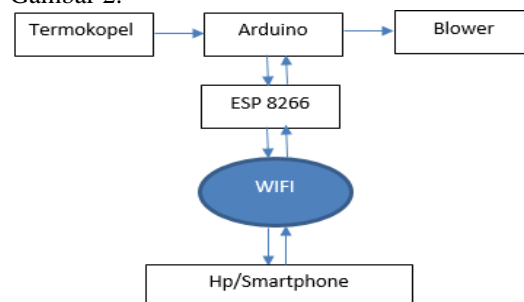 Gambar 2.
Termokopel Arduino Blower
ESP 8266
WIFI
Hp/Smartphone